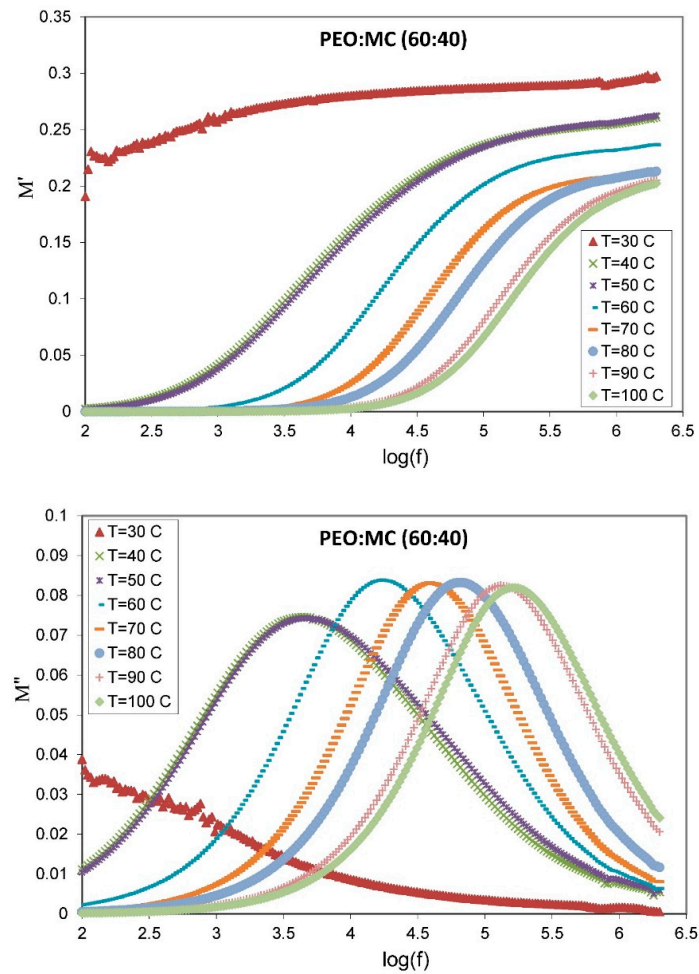 PEO:MC (60:40)
0.35
0.3
0.25
0.2
0.15
0.1
0.05
0
M'
T=30 C
T=40 C
T=50 C
T=60 C
T=70 C
T=80 C
T=90 C
T=100 C
2 2.5 3 3.5 4 4.5 5 5.5 6 6.5
log(f)
PEO:MC (60:40)
0.1
0.09
0.08
0.07
0.06
0.05
0.04
0.03
0.02
0.01
0
M"
T=30 C
T=40 C
T=50 C
T=60 C
T=70 C
T=80 C
T=90 C
T=100 C
2 2.5 3 3.5 4 4.5 5 5.5 6 6.5
log(f)